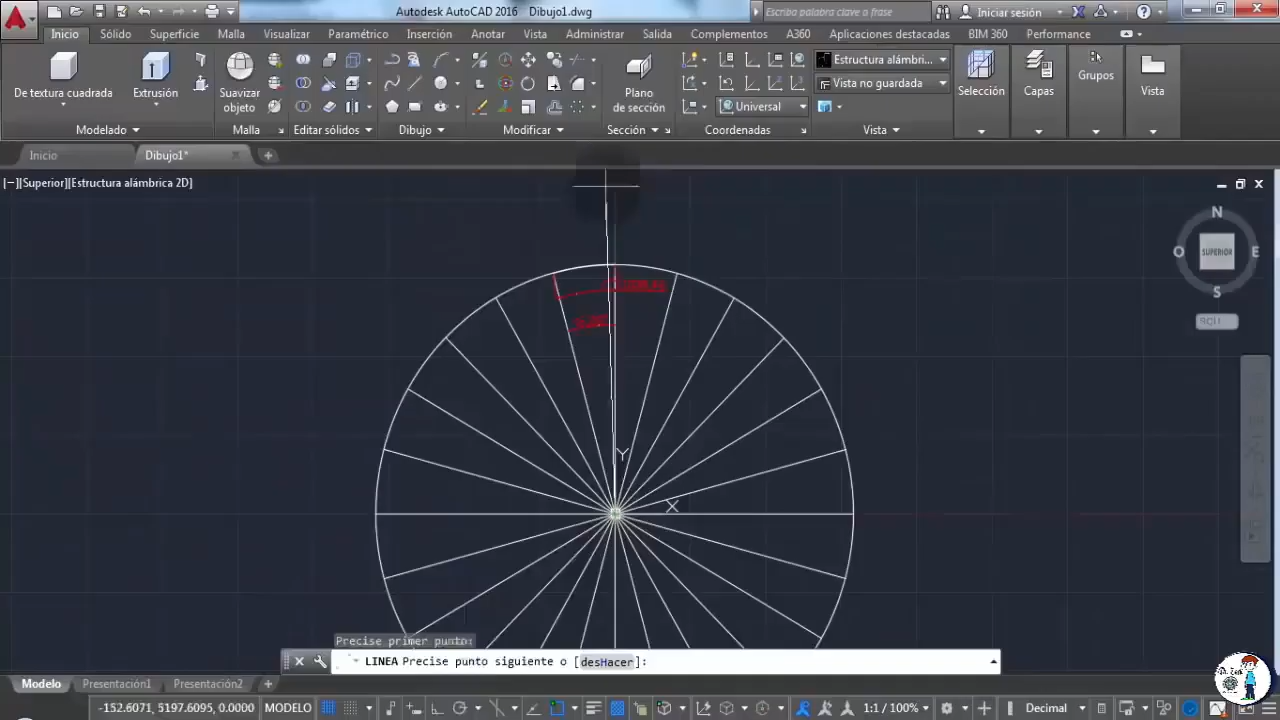 Autodesk AutoCAD 2016 Dibujo1.dwg
Escriba palabra clave o frase
Iniciar sesión
Inicio Sólido Superficie Malla Visualizar Paramétrico Inserción Anotar Vista Administrar Salida Complementos A360 Aplicaciones destacadas BIM 360 Performance
De textura cuadrada
Extrusión
Suavizar
objeto
Plano
de sección
Estructura alámbri...
Vista no guardada
Universal
Selección
Capas
Grupos
Vista
Modelado Malla Editar sólidos Dibujo Modificar Sección Coordenadas Vista
Inicio Dibujo1*
[−][Superior][Estructura alámbrica 2D]
N
O SUPERIOR E
S
Y
X
Precise primer punto:
LINEA Precise punto siguiente o [desHacer]:
Modelo Presentación1 Presentación2 +
-152.6071, 5197.6095, 0.0000 MODELO
1:1 / 100%
Decimal